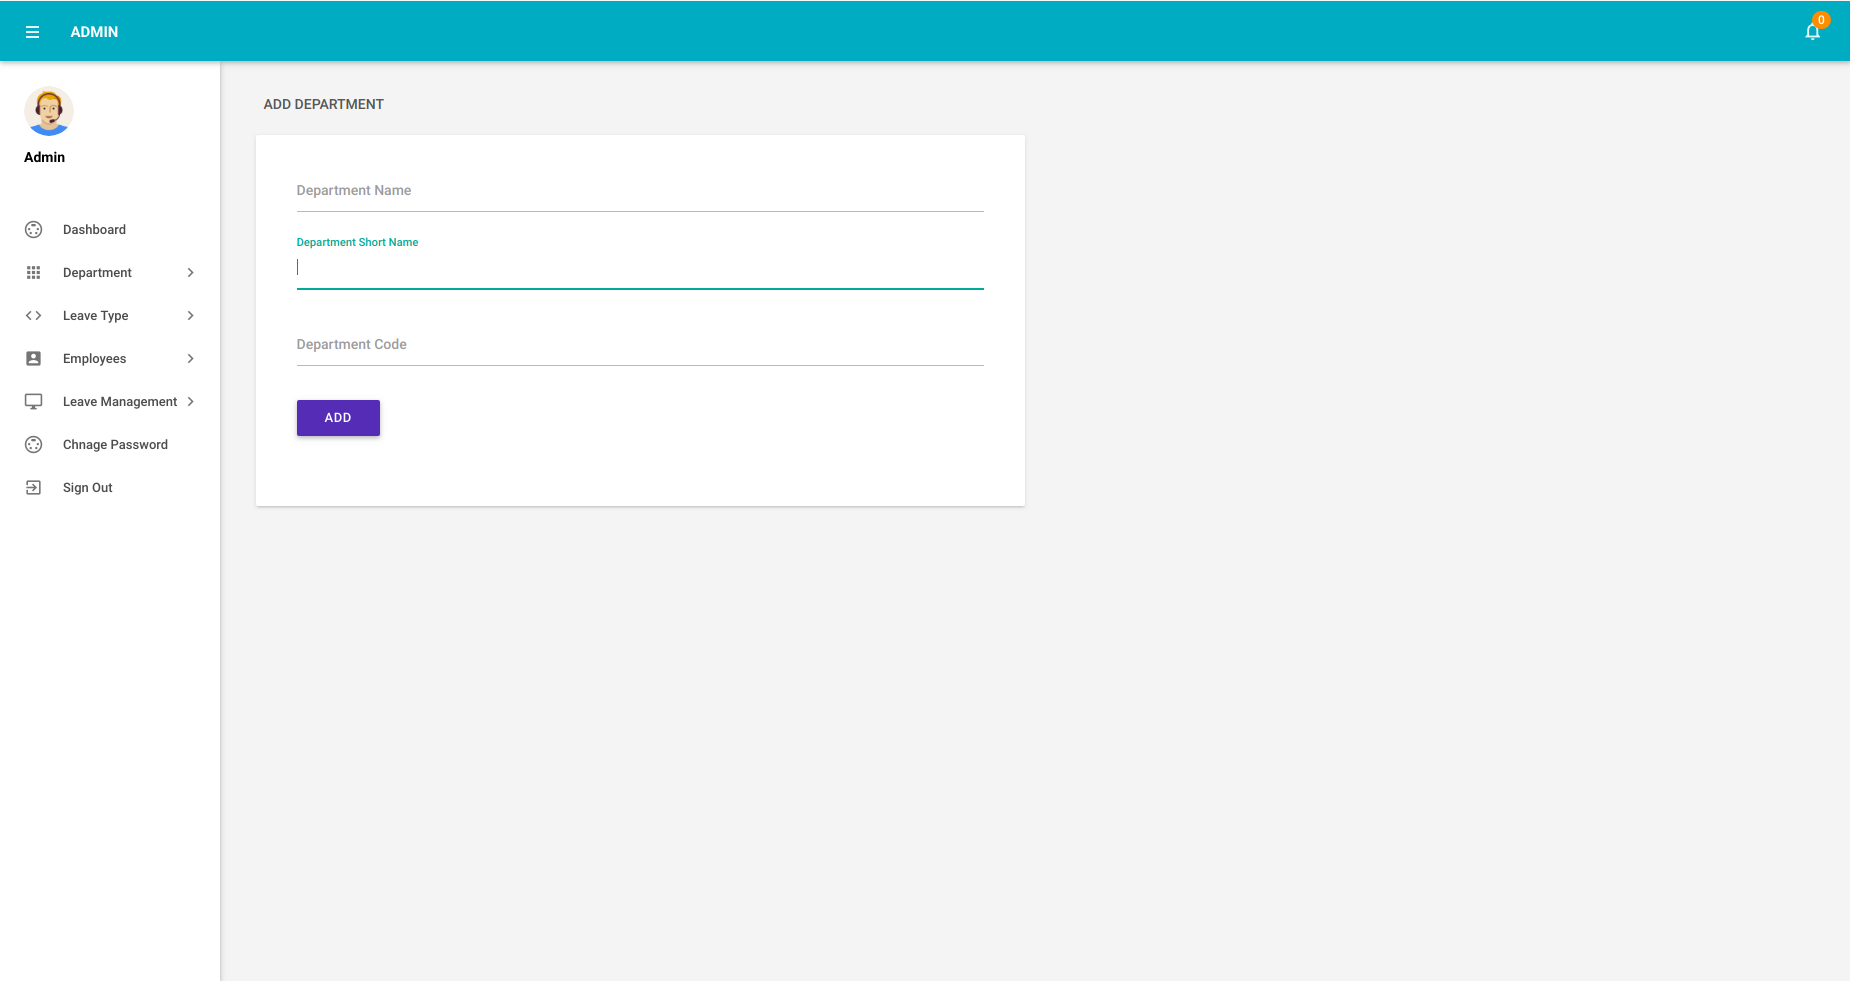 ADMIN
0
Admin
Dashboard
Department
Leave Type
Employees
Leave Management
Chnage Password
Sign Out
ADD DEPARTMENT
Department Name
Department Short Name
Department Code
ADD